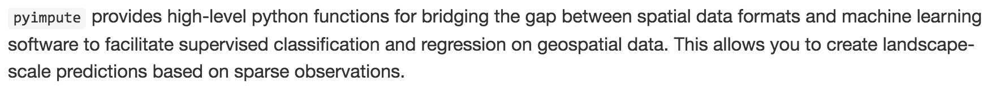 pyimpute provides high-level python functions for bridging the gap between spatial data formats and machine learning
software to facilitate supervised classification and regression on geospatial data. This allows you to create landscape-
scale predictions based on sparse observations.